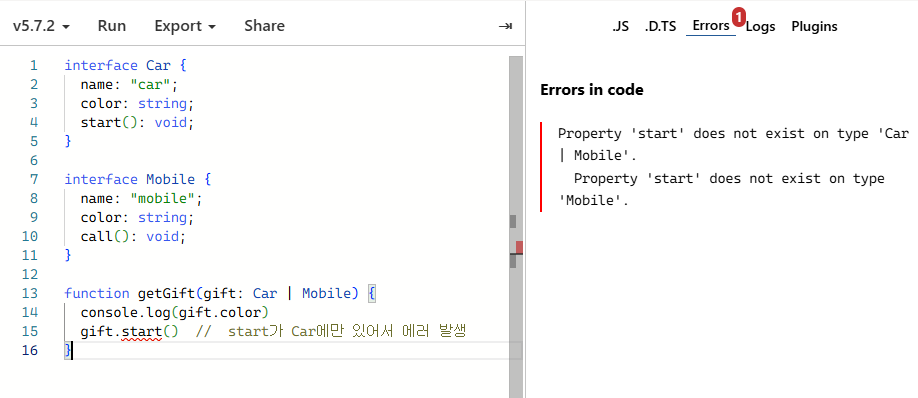 v5.7.2 Run Export Share
.JS .D.TS Errors 1 Logs Plugins
1 interface Car {
2 name: "car";
3 color: string;
4 start(): void;
5 }
6
7 interface Mobile {
8 name: "mobile";
9 color: string;
10 call(): void;
11 }
12
13 function getGift(gift: Car | Mobile) {
14 console.log(gift.color)
15 gift.start() // start가 Car에만 있어서 에러 발생
16 }
Errors in code
Property 'start' does not exist on type 'Car
| Mobile'.
Property 'start' does not exist on type
'Mobile'.